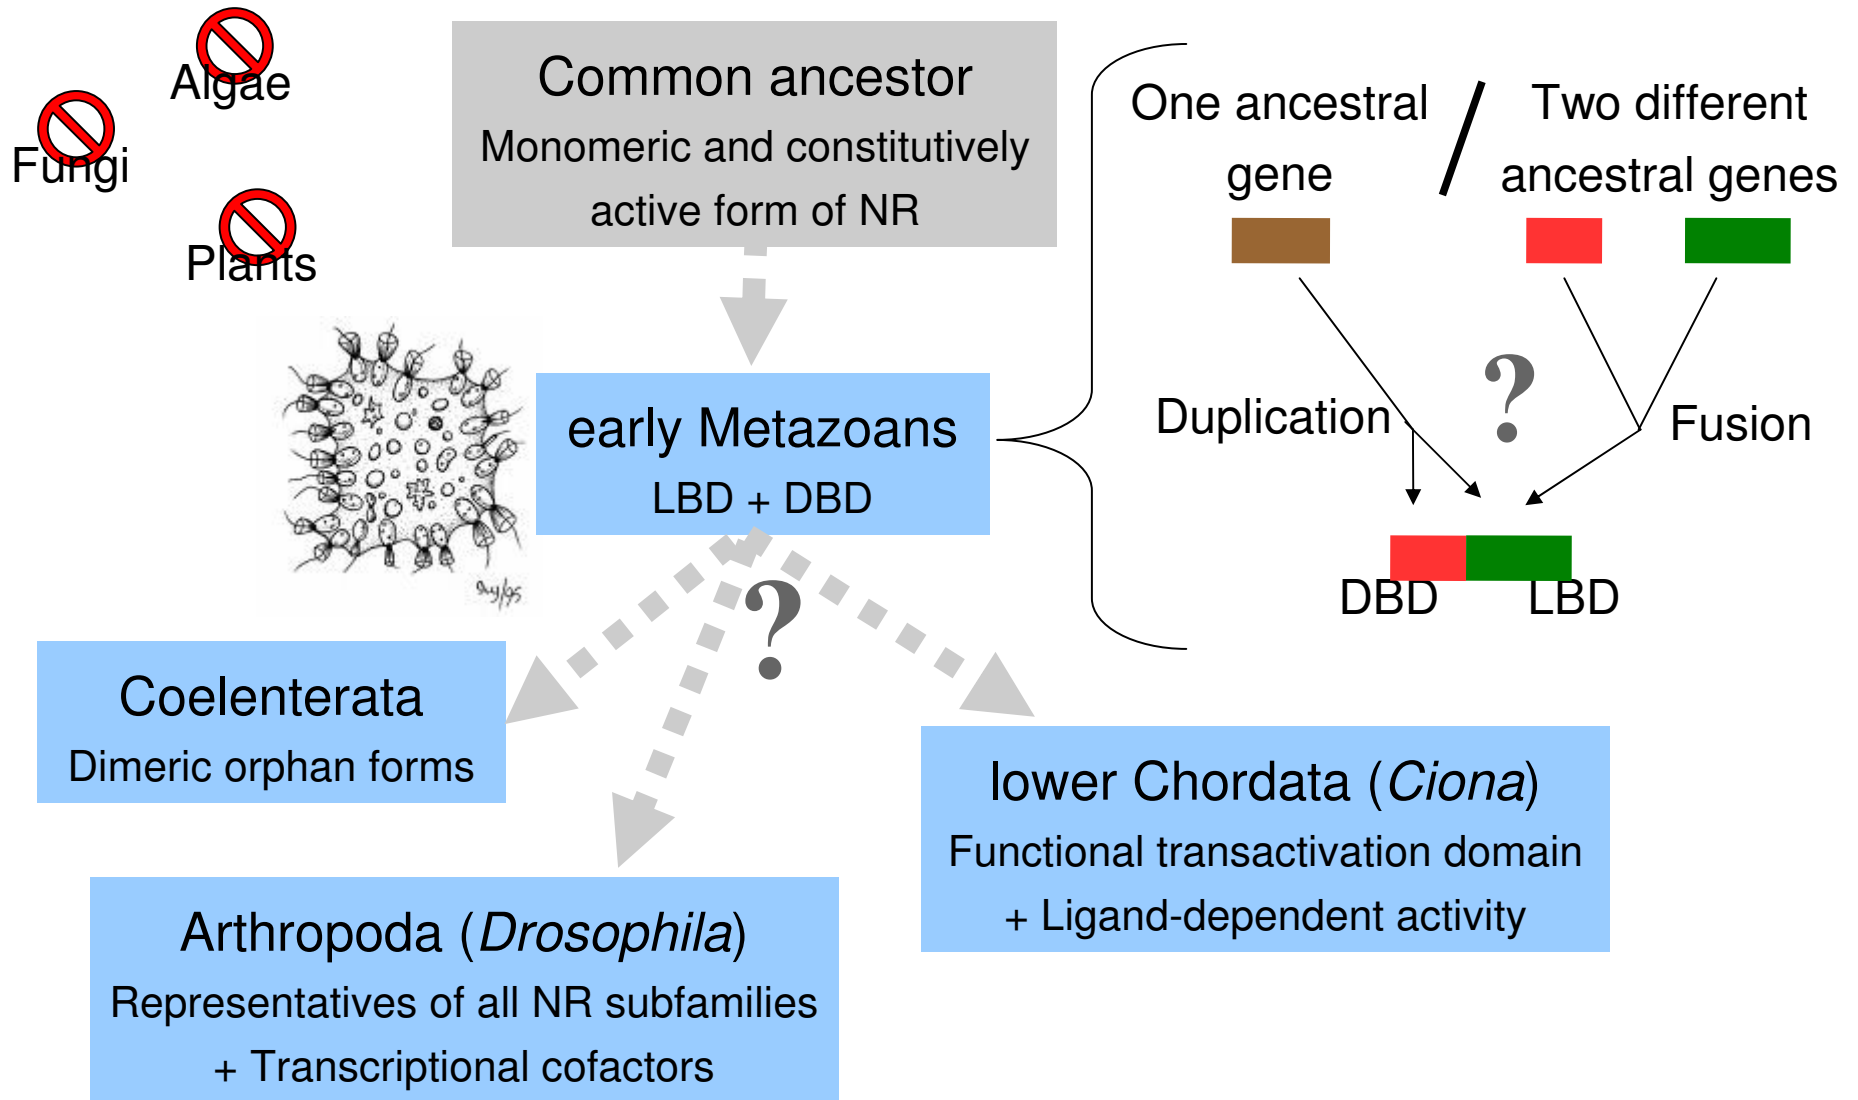 Algae
Fungi
Plants
Common ancestor
Monomeric and constitutively
active form of NR
early Metazoans
LBD + DBD
?
Coelenterata
Dimeric orphan forms
Arthropoda (Drosophila)
Representatives of all NR subfamilies
+ Transcriptional cofactors
lower Chordata (Ciona)
Functional transactivation domain
+ Ligand-dependent activity
One ancestral
gene
/
Two different
ancestral genes
?
Duplication
Fusion
DBD
LBD